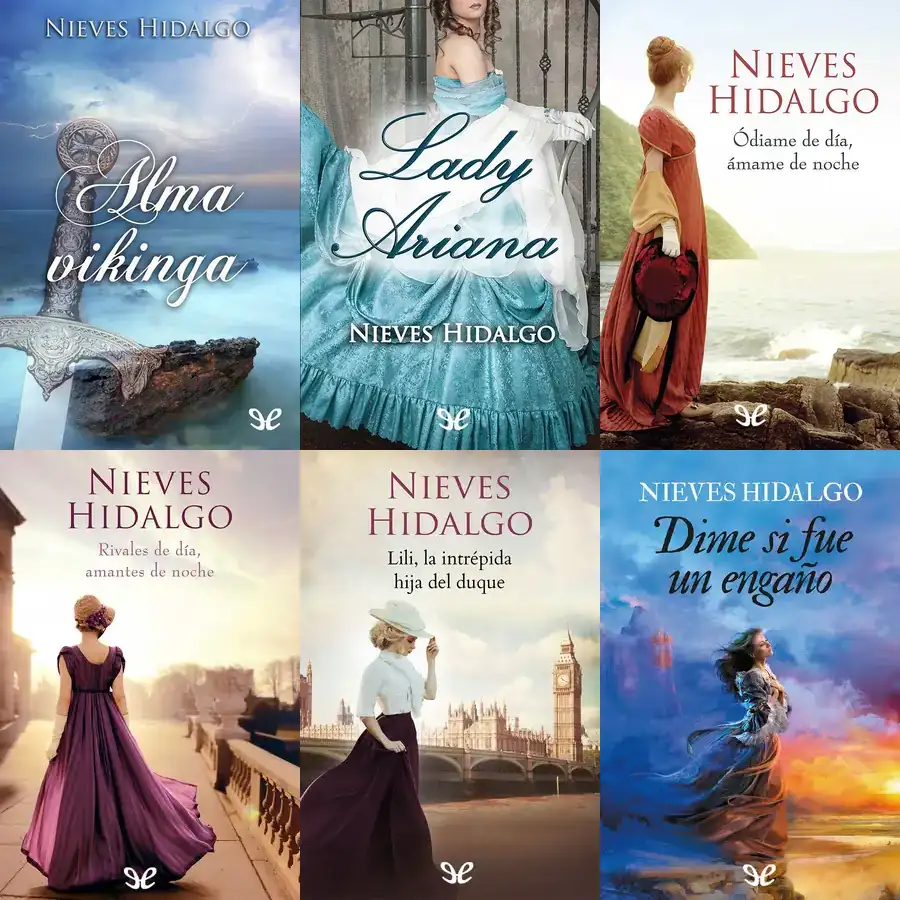 NIEVES HIDALGO
Alma
vikinga
Lady
Ariana
NIEVES HIDALGO
NIEVES
HIDALGO
Ódiame de día,
ámame de noche
NIEVES
HIDALGO
Rivales de día,
amantes de noche
NIEVES
HIDALGO
Lili, la intrépida
hija del duque
NIEVES HIDALGO
Dime si fue
un engaño